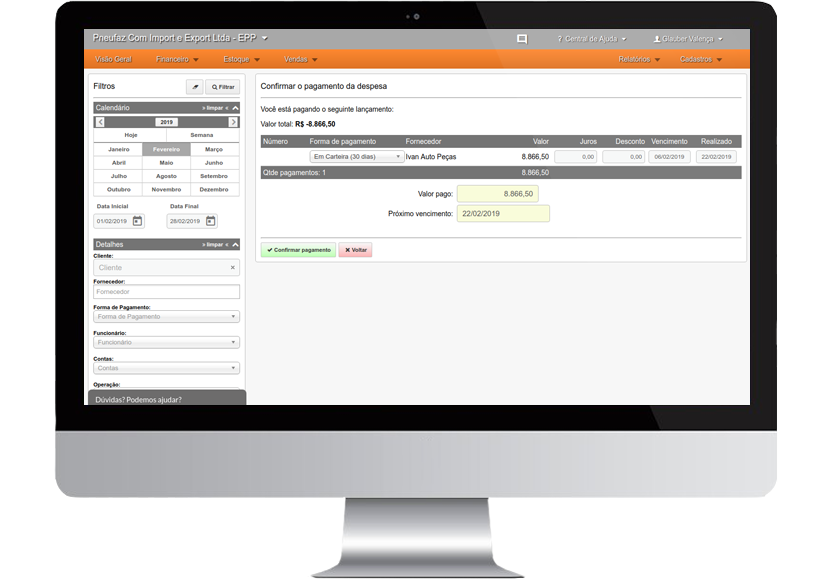 Pneufaz Com Import e Export Ltda - EPP
? Central de Ajuda
Glauber Valença
Visão Geral
Financeiro
Estoque
Vendas
Relatórios
Cadastros
Filtros
Filtrar
Calendário
» limpar «
2019
Hoje
Semana
Janeiro Fevereiro Março
Abril Maio Junho
Julho Agosto Setembro
Outubro Novembro Dezembro
Data Inicial
Data Final
01/02/2019
28/02/2019
Detalhes
» limpar «
Cliente:
Cliente
Fornecedor:
Fornecedor
Forma de Pagamento:
Forma de Pagamento
Funcionário:
Funcionário
Contas:
Contas
Operação:
Dúvidas? Podemos ajudar?
Confirmar o pagamento da despesa
Você está pagando o seguinte lançamento:
Valor total: R$ -8.866,50
Número Forma de pagamento Fornecedor Valor Juros Desconto Vencimento Realizado
Em Carteira (30 dias) Ivan Auto Peças 8.866,50 0,00 0,00 06/02/2019 22/02/2019
Qtde pagamentos: 1 8.866,50
Valor pago: 8.866,50
Próximo vencimento: 22/02/2019
Confirmar pagamento
Voltar